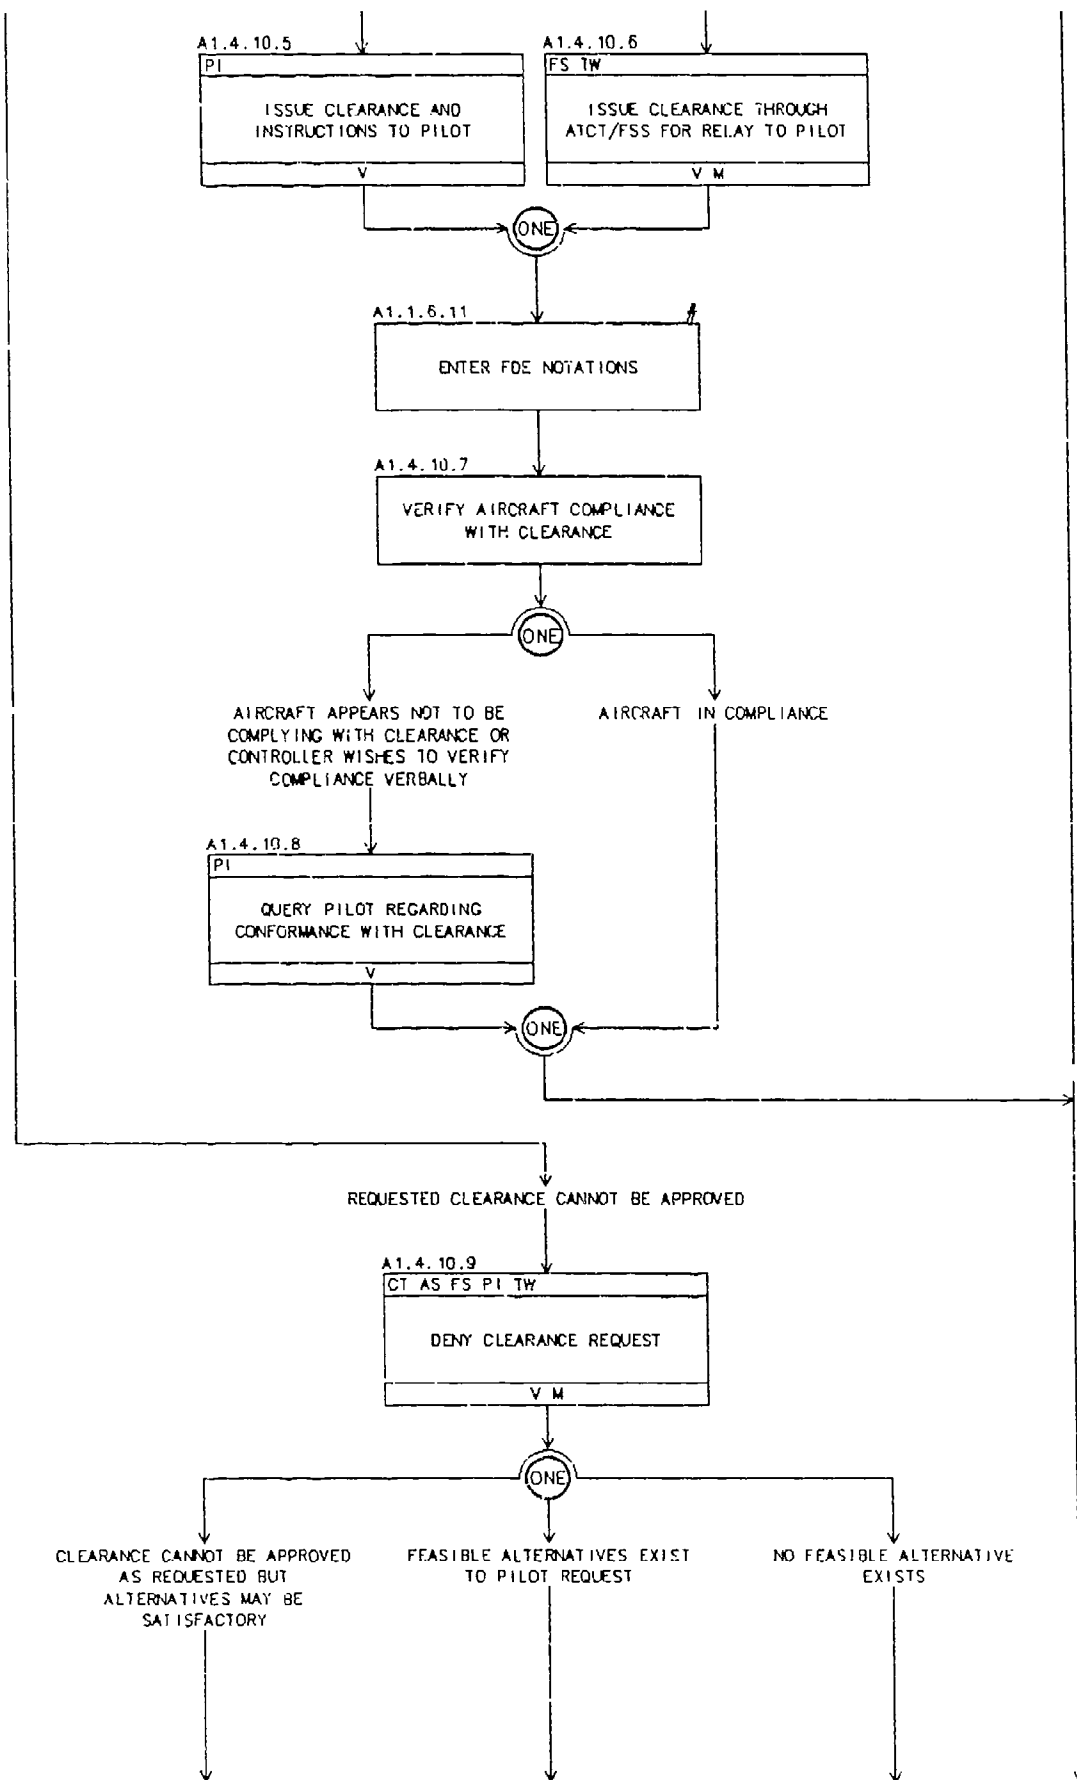 A1.4.10.5
PI
ISSUE CLEARANCE AND
INSTRUCTIONS TO PILOT
V
A1.4.10.6
FS TW
ISSUE CLEARANCE THROUGH
ATCT/FSS FOR RELAY TO PILOT
V M
ONE
A1.1.6.11
ENTER FDE NOTATIONS
A1.4.10.7
VERIFY AIRCRAFT COMPLIANCE
WITH CLEARANCE
ONE
AIRCRAFT APPEARS NOT TO BE
COMPLYING WITH CLEARANCE OR
CONTROLLER WISHES TO VERIFY
COMPLIANCE VERBALLY
AIRCRAFT IN COMPLIANCE
A1.4.10.8
PI
QUERY PILOT REGARDING
CONFORMANCE WITH CLEARANCE
V
ONE
REQUESTED CLEARANCE CANNOT BE APPROVED
A1.4.10.9
CT AS FS PI TW
DENY CLEARANCE REQUEST
V M
ONE
CLEARANCE CANNOT BE APPROVED
AS REQUESTED BUT
ALTERNATIVES MAY BE
SATISFACTORY
FEASIBLE ALTERNATIVES EXIST
TO PILOT REQUEST
NO FEASIBLE ALTERNATIVE
EXISTS